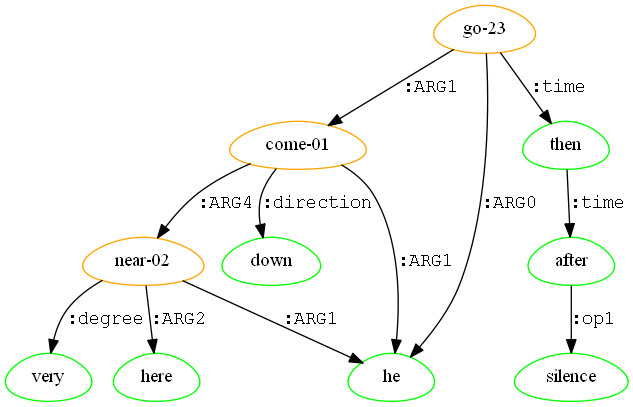 go-23
:ARG1
:time
come-01
then
:ARG4
:direction
:ARG0
:time
near-02
down
:ARG1
after
:degree
:ARG2
:ARG1
:op1
very
here
he
silence